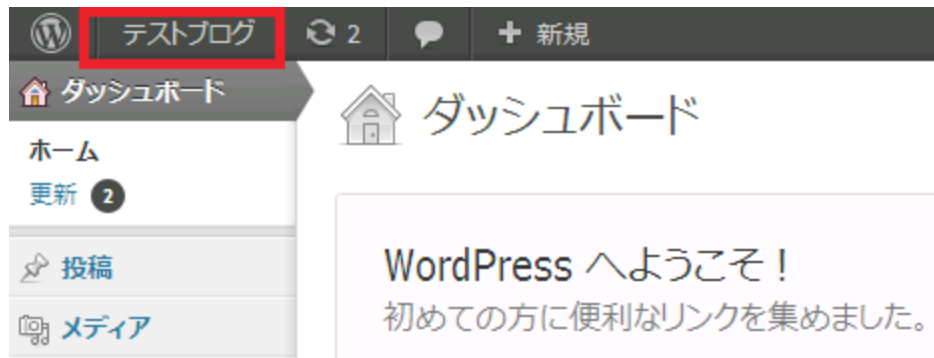 テストブログ 2 + 新規
ダッシュボード
ダッシュボード
ホーム
更新 2
投稿
メディア
WordPress へようこそ！
初めての方に便利なリンクを集めました。